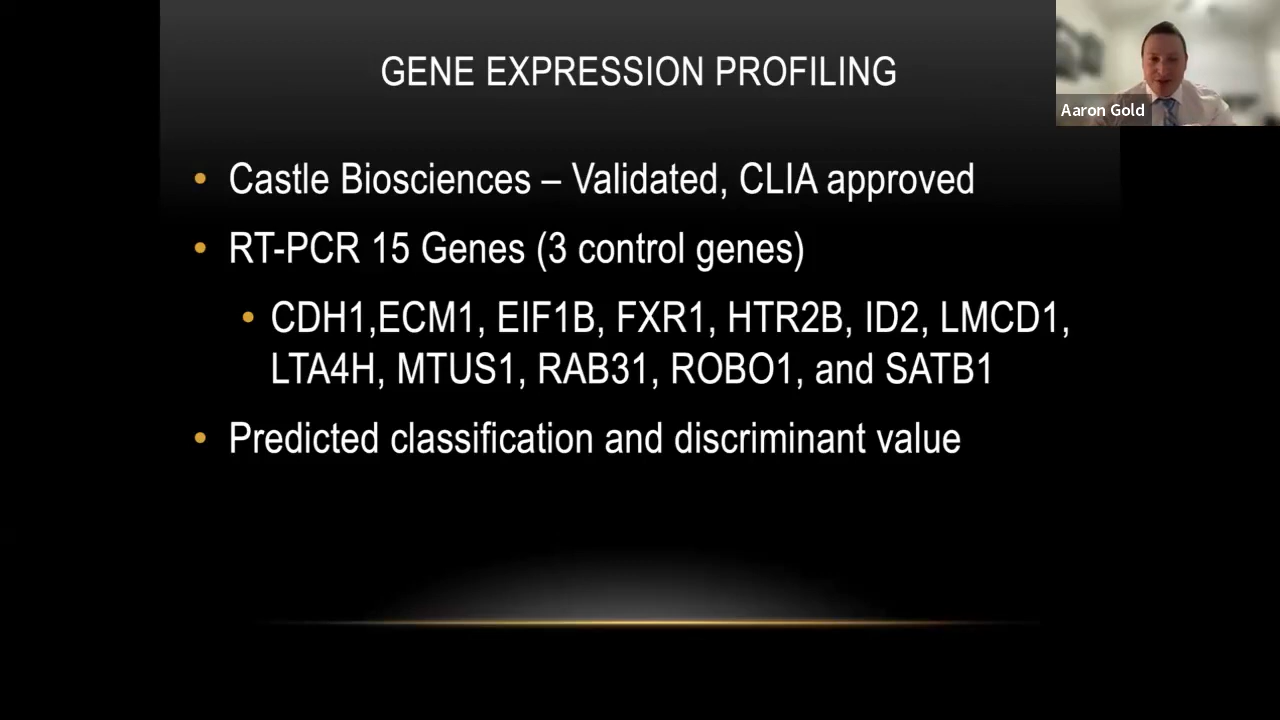 GENE EXPRESSION PROFILING
Aaron Gold
• Castle Biosciences – Validated, CLIA approved
• RT-PCR 15 Genes (3 control genes)
• CDH1,ECM1, EIF1B, FXR1, HTR2B, ID2, LMCD1,
LTA4H, MTUS1, RAB31, ROBO1, and SATB1
• Predicted classification and discriminant value